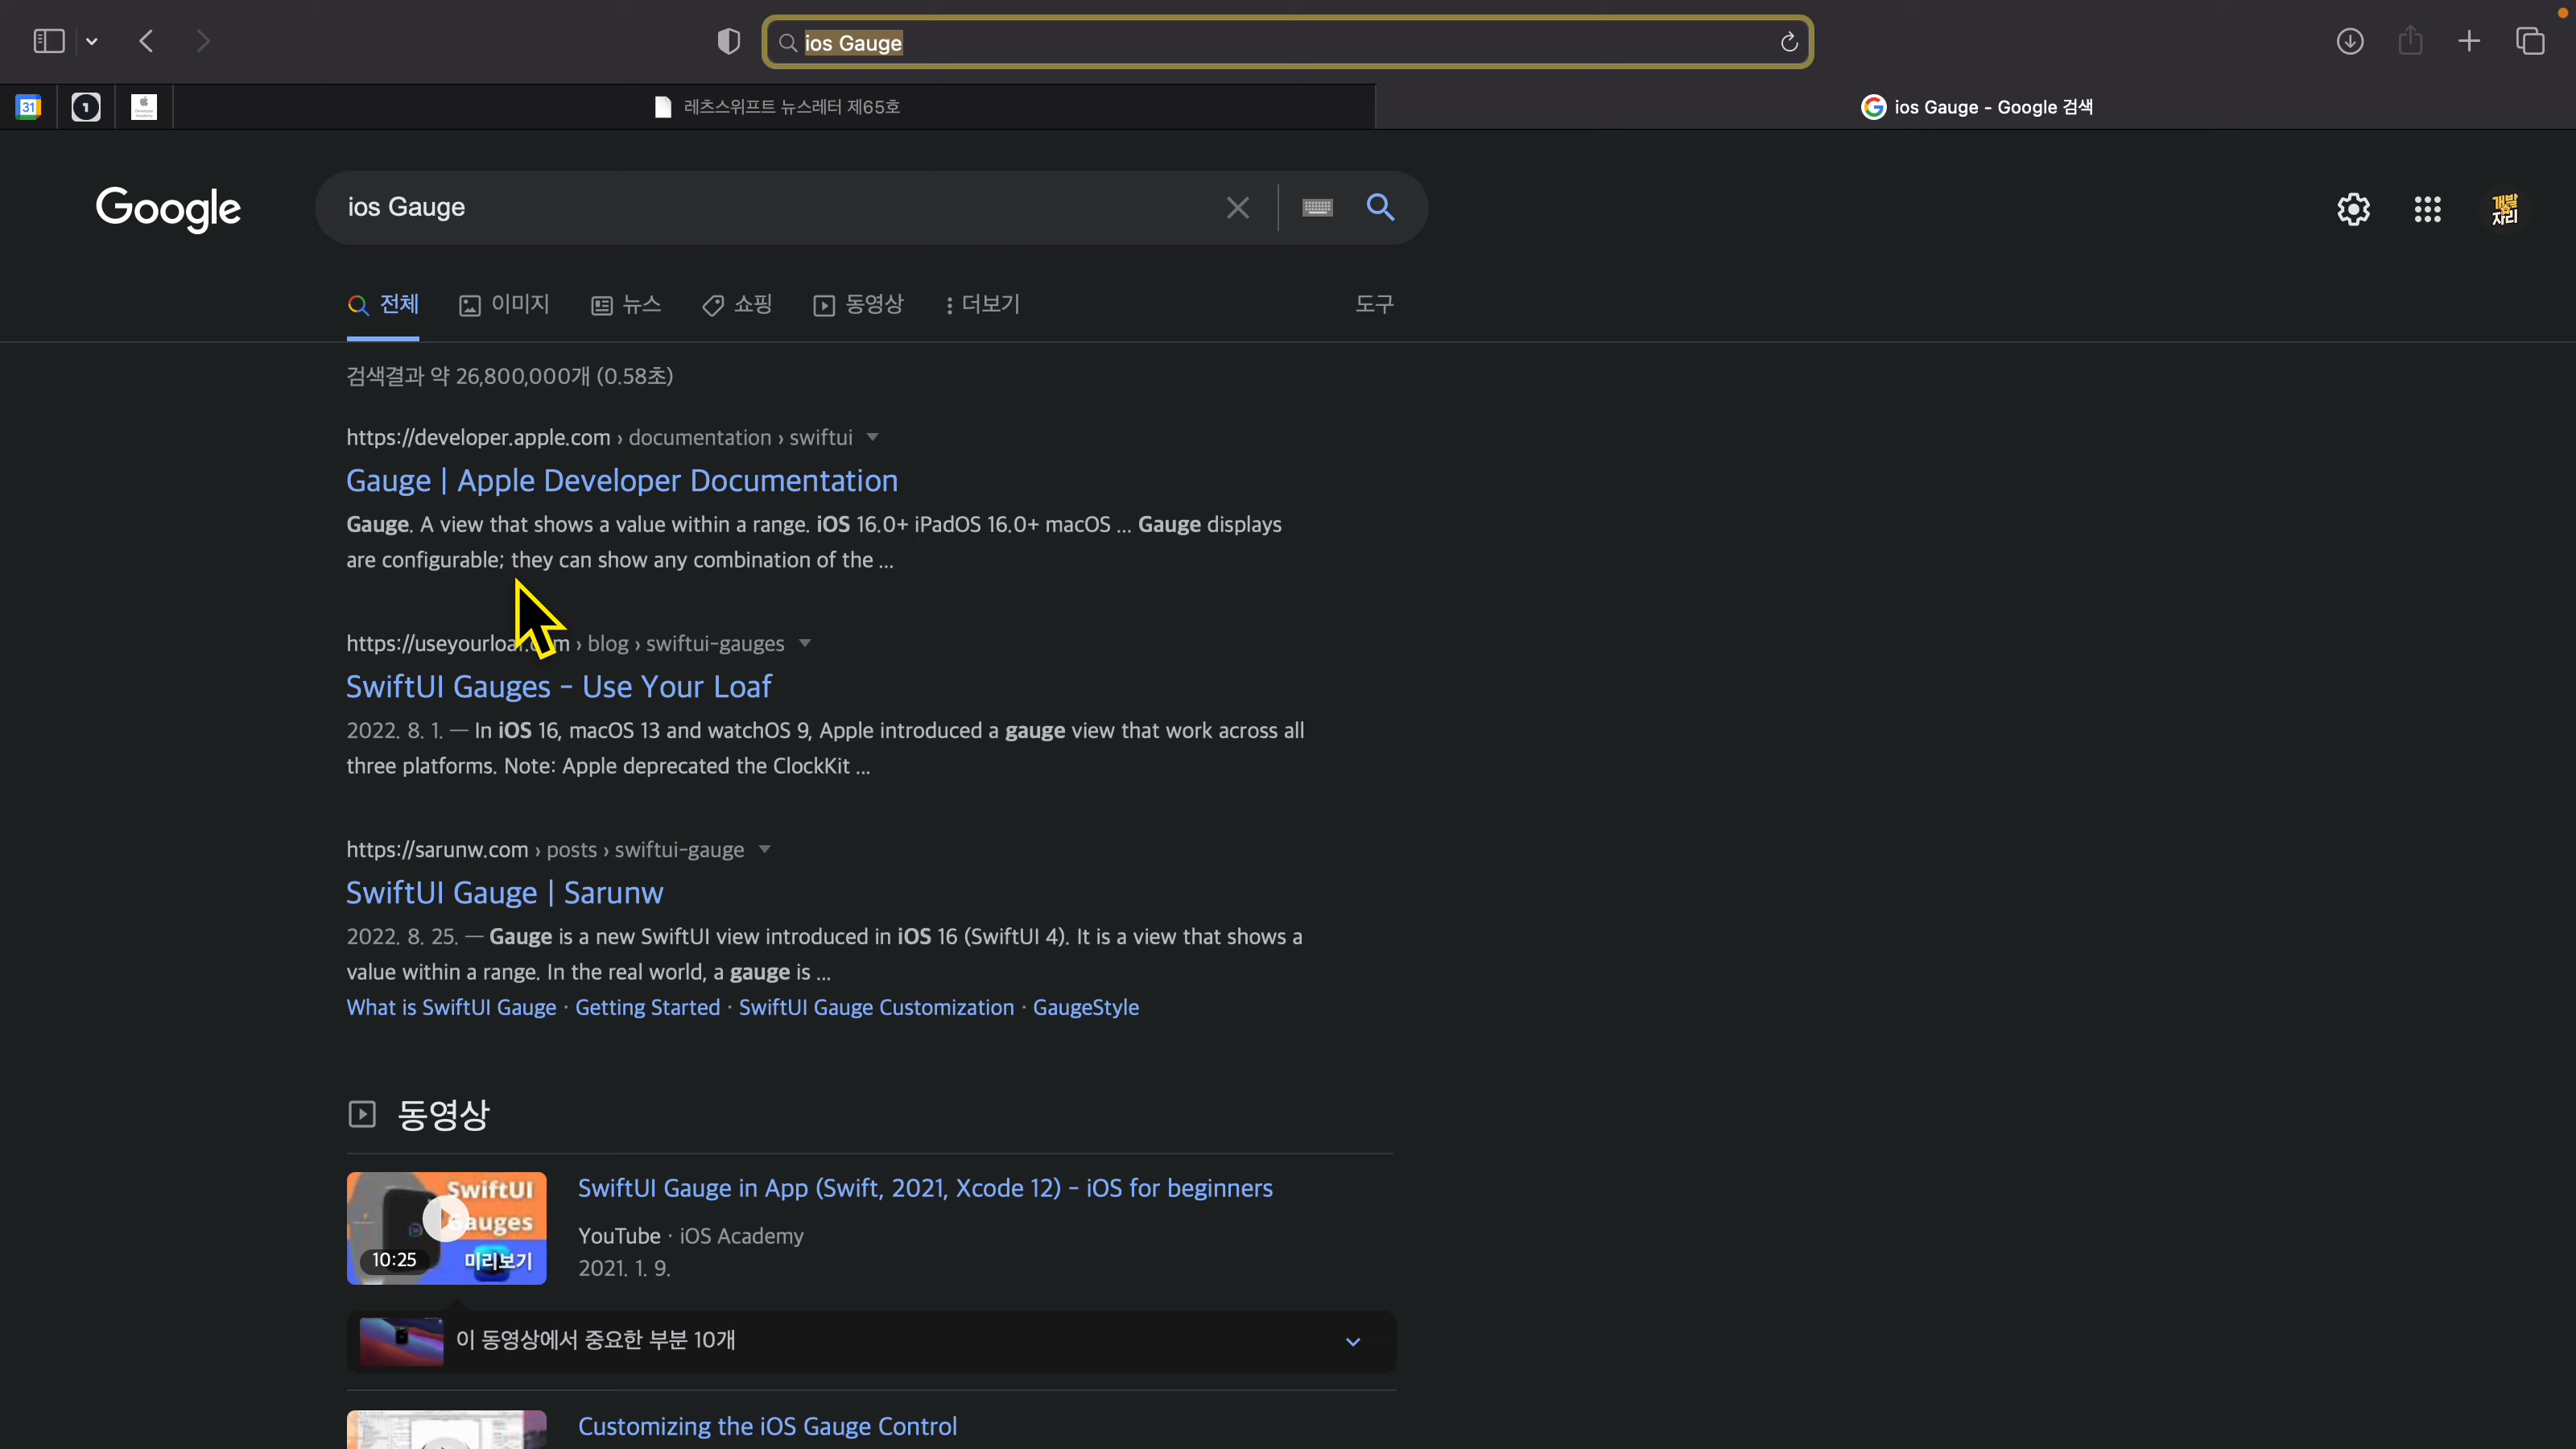 ios Gauge
31
1
레츠스위프트 뉴스레터 제65호
ios Gauge - Google 검색
Google
ios Gauge
개발
자리
전체
이미지
뉴스
쇼핑
동영상
더보기
도구
검색결과 약 26,800,000개 (0.58초)
https://developer.apple.com › documentation › swiftui
Gauge | Apple Developer Documentation
Gauge. A view that shows a value within a range. iOS 16.0+ iPadOS 16.0+ macOS ... Gauge displays
are configurable; they can show any combination of the ...
› blog › swiftui-gauges
SwiftUI Gauges - Use Your Loaf
2022. 8. 1. — In iOS 16, macOS 13 and watchOS 9, Apple introduced a gauge view that work across all
three platforms. Note: Apple deprecated the ClockKit ...
https://sarunw.com › posts › swiftui-gauge
SwiftUI Gauge | Sarunw
2022. 8. 25. — Gauge is a new SwiftUI view introduced in iOS 16 (SwiftUI 4). It is a view that shows a
value within a range. In the real world, a gauge is ...
What is SwiftUI Gauge · Getting Started · SwiftUI Gauge Customization · GaugeStyle
동영상
SwiftUI
Gauges
10:25
미리보기
SwiftUI Gauge in App (Swift, 2021, Xcode 12) - iOS for beginners
YouTube · iOS Academy
2021. 1. 9.
이 동영상에서 중요한 부분 10개
Customizing the iOS Gauge Control